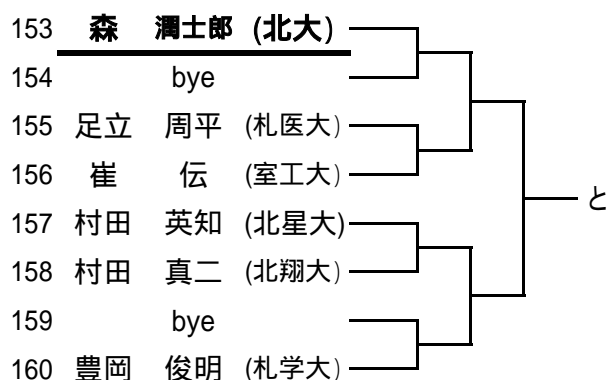 153 森 潤士郎 (北大)
154 bye
155 足立 周平 (札医大)
156 崔 伝 (室工大)
157 村田 英知 (北星大)
と
158 村田 真二 (北翔大)
159 bye
160 豊岡 俊明 (札学大)